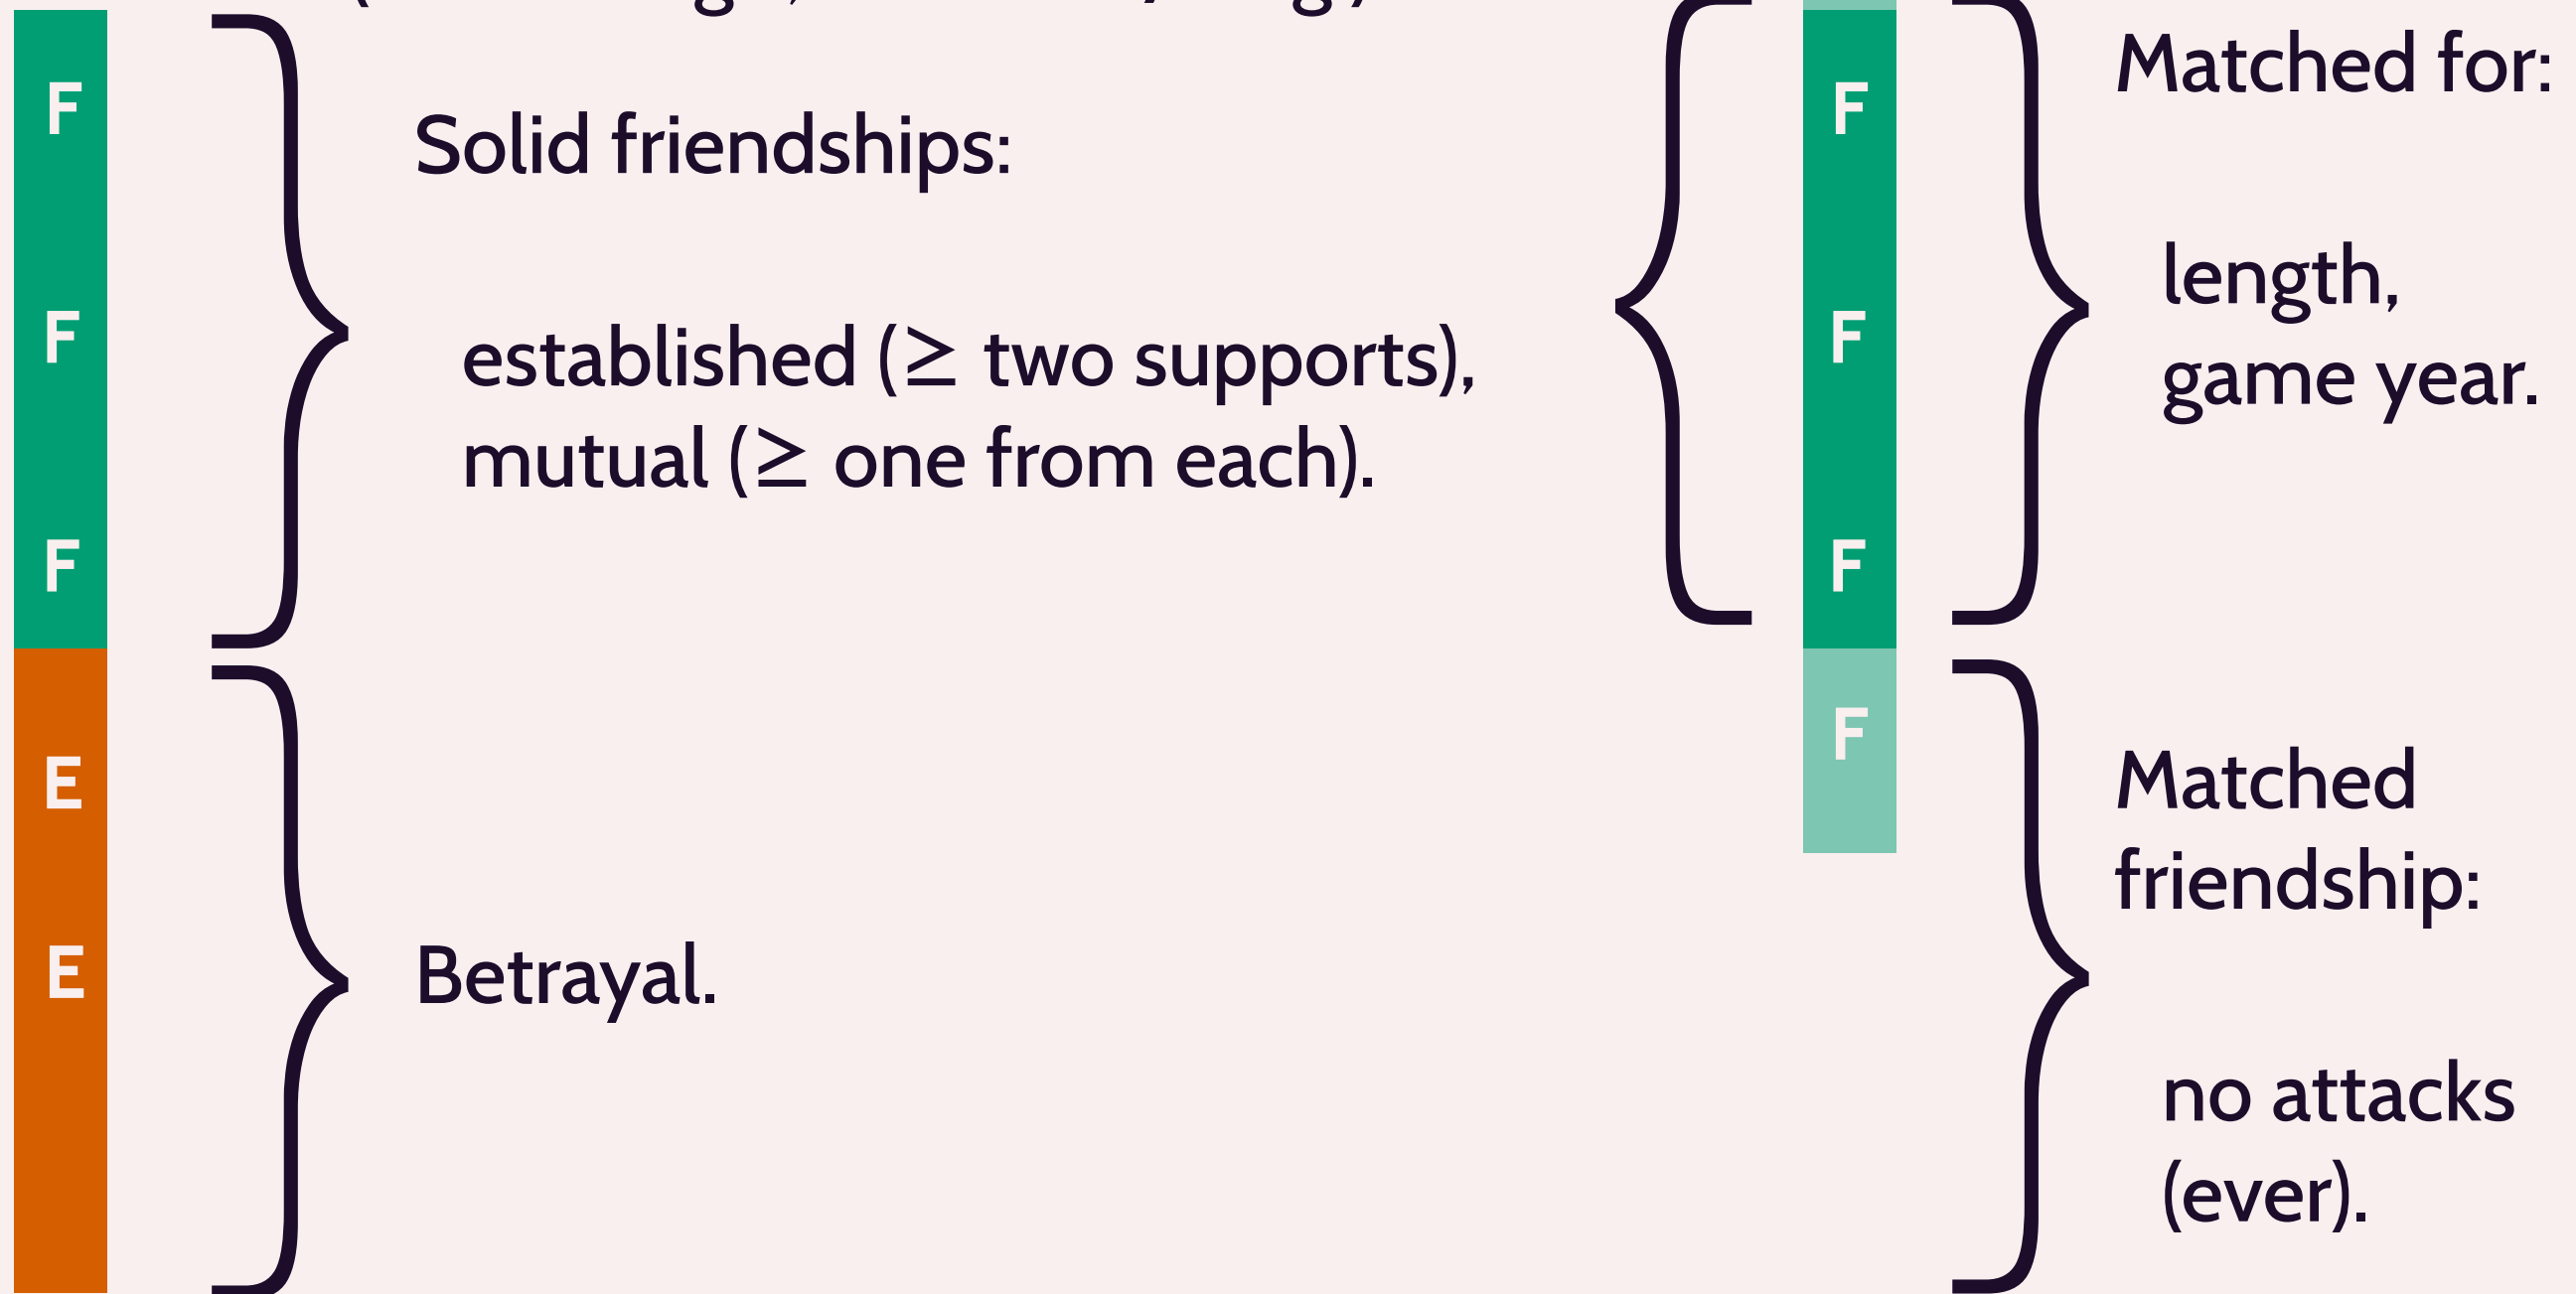 F
F
F
E
E
Solid friendships:
established (≥ two supports),
mutual (≥ one from each).
Betrayal.
F
F
F
F
Matched for:
length,
game year.
Matched
friendship:
no attacks
(ever).